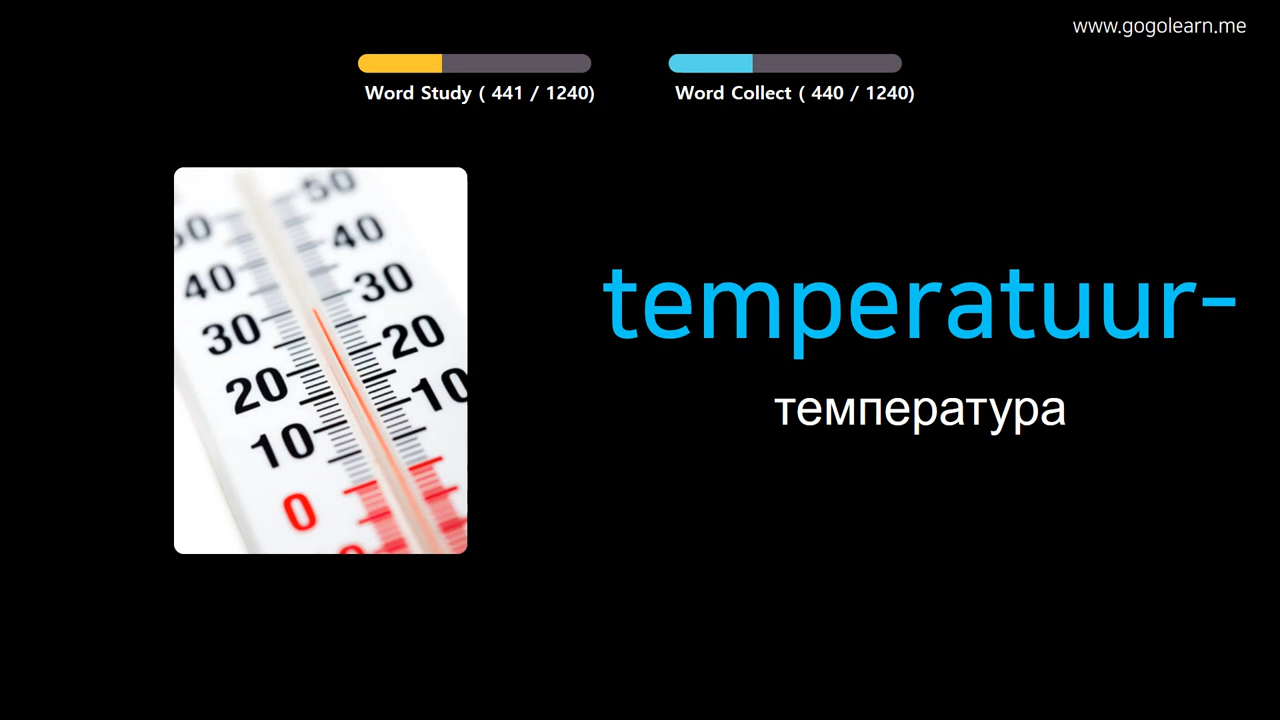 www.gogolearn.me
Word Study ( 441 / 1240)
Word Collect ( 440 / 1240)
temperatuur-
температура
50
50
40
40
30
30
20
20
10
10
0